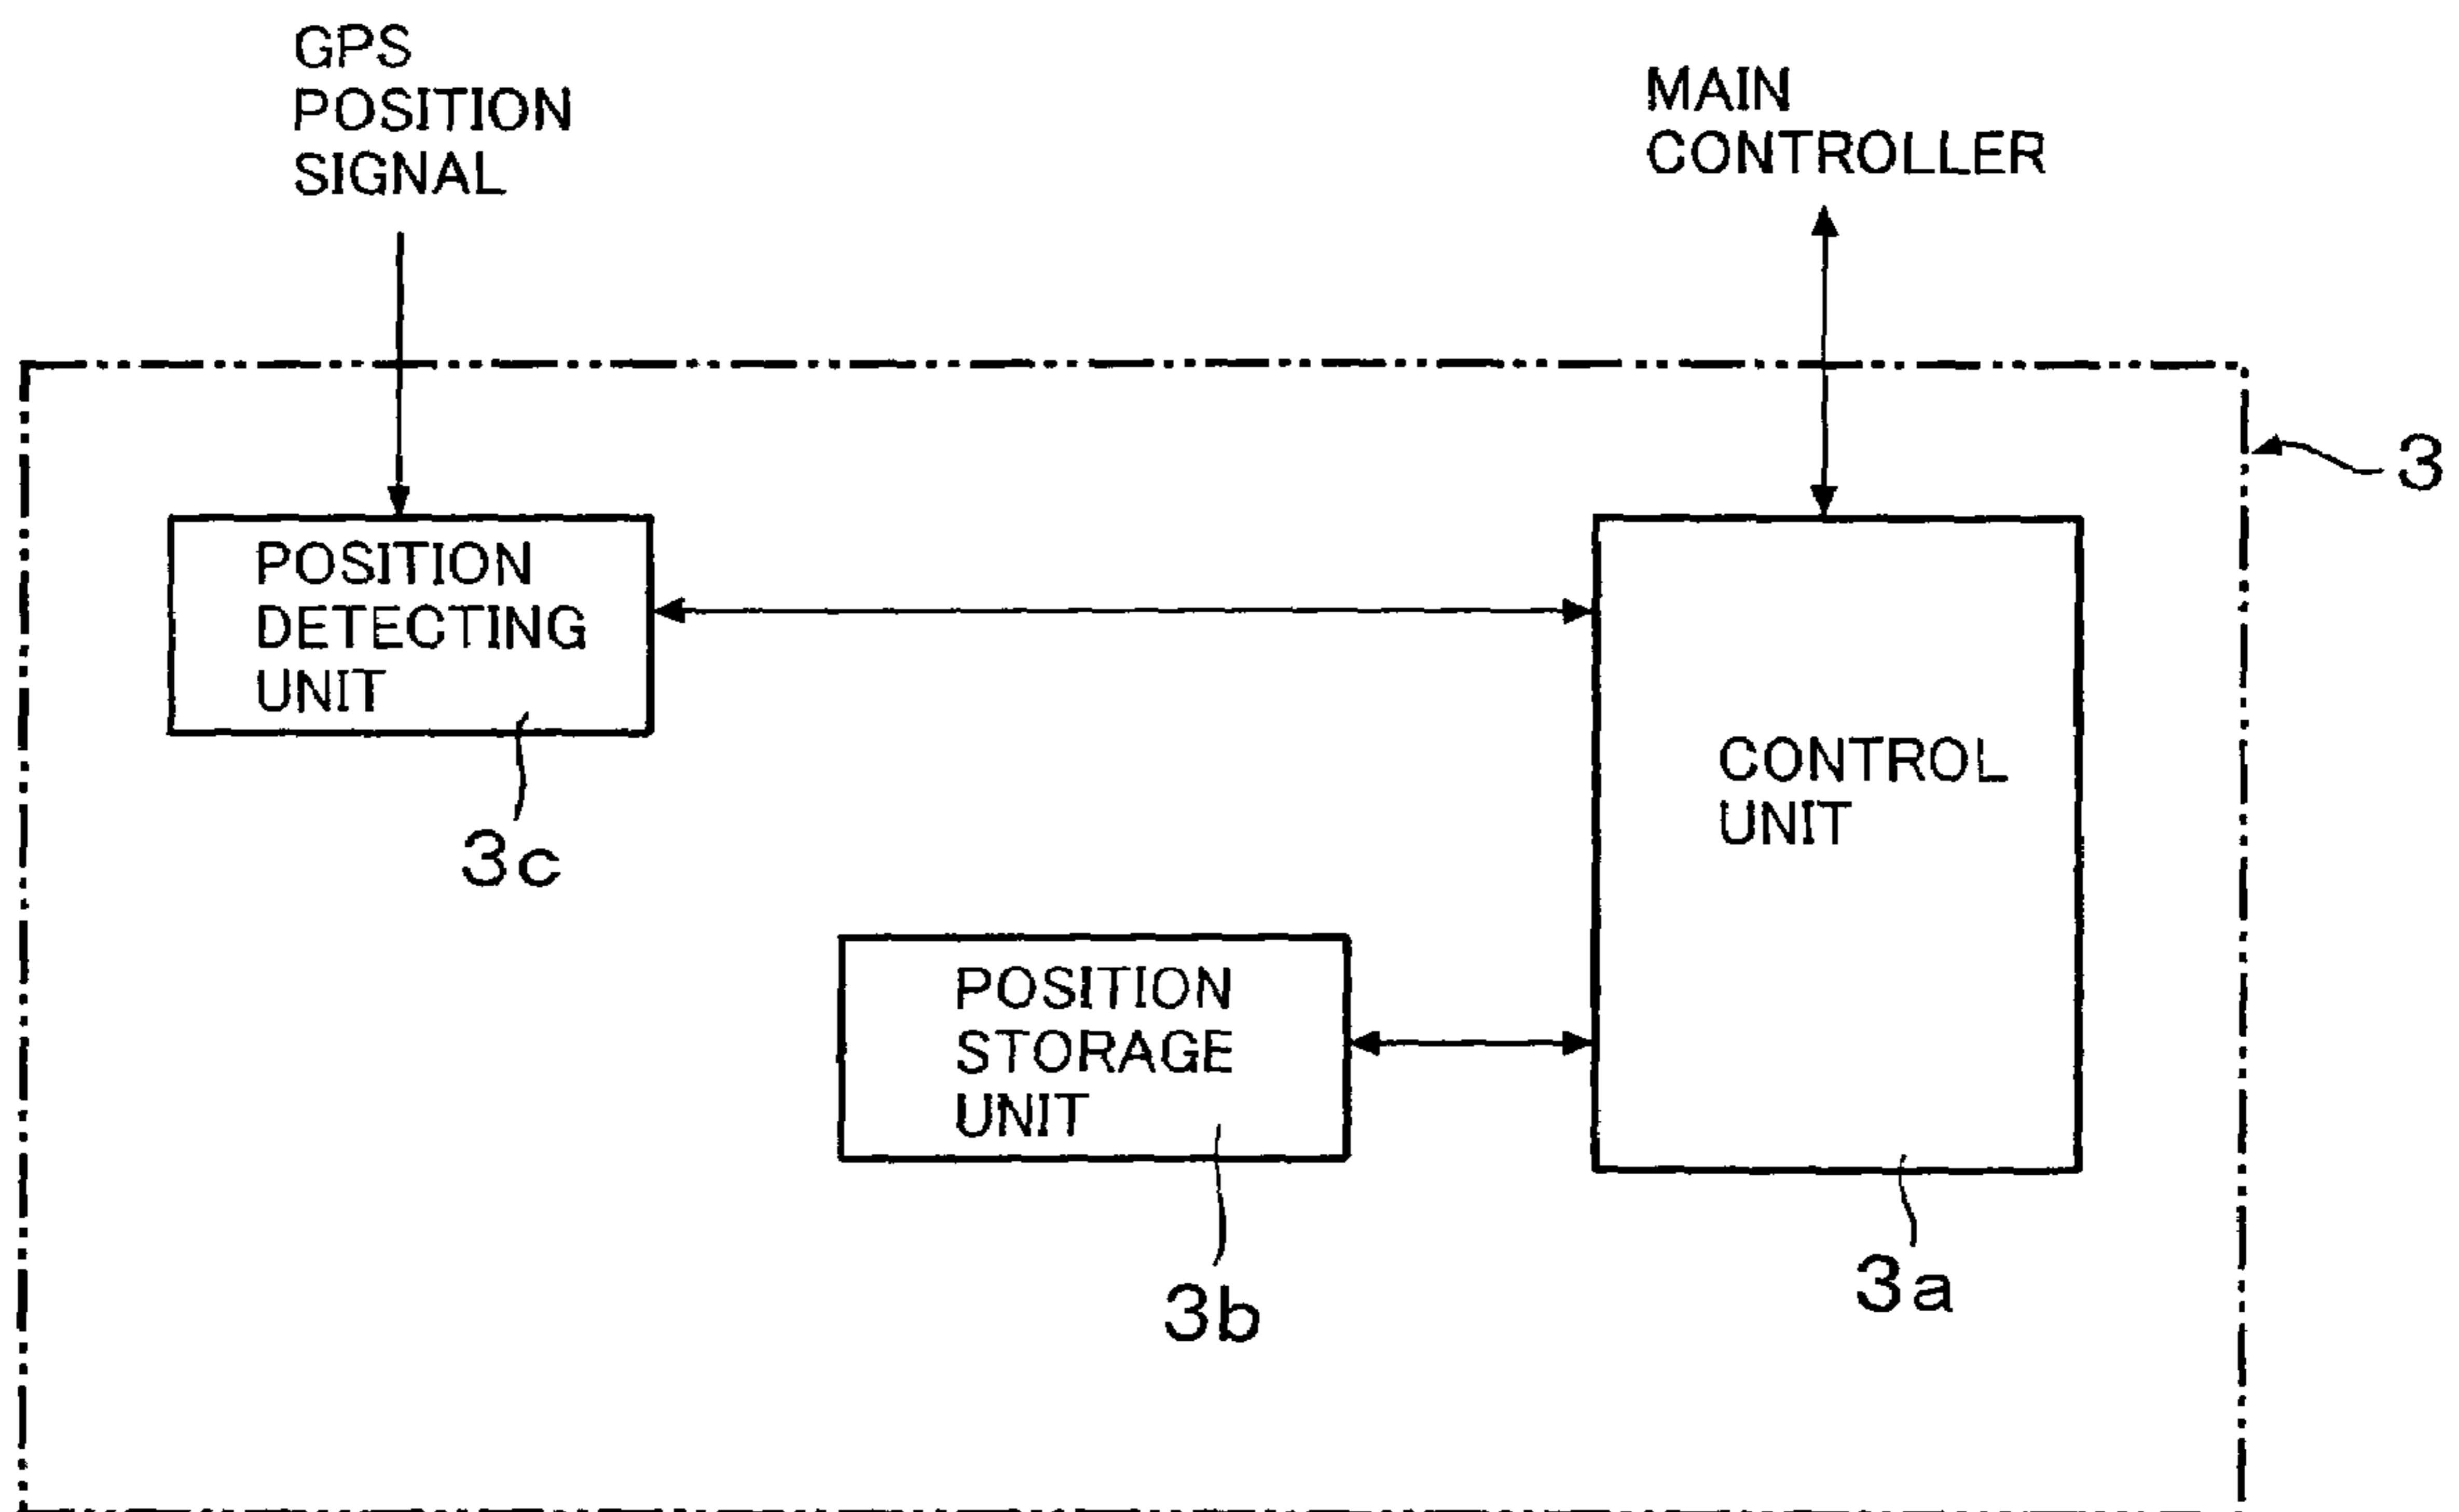 GPS
POSITION
SIGNAL
MAIN
CONTROLLER
3
POSITION
DETECTING
UNIT
3c
CONTROL
UNIT
POSITION
STORAGE
UNIT
3b
3a